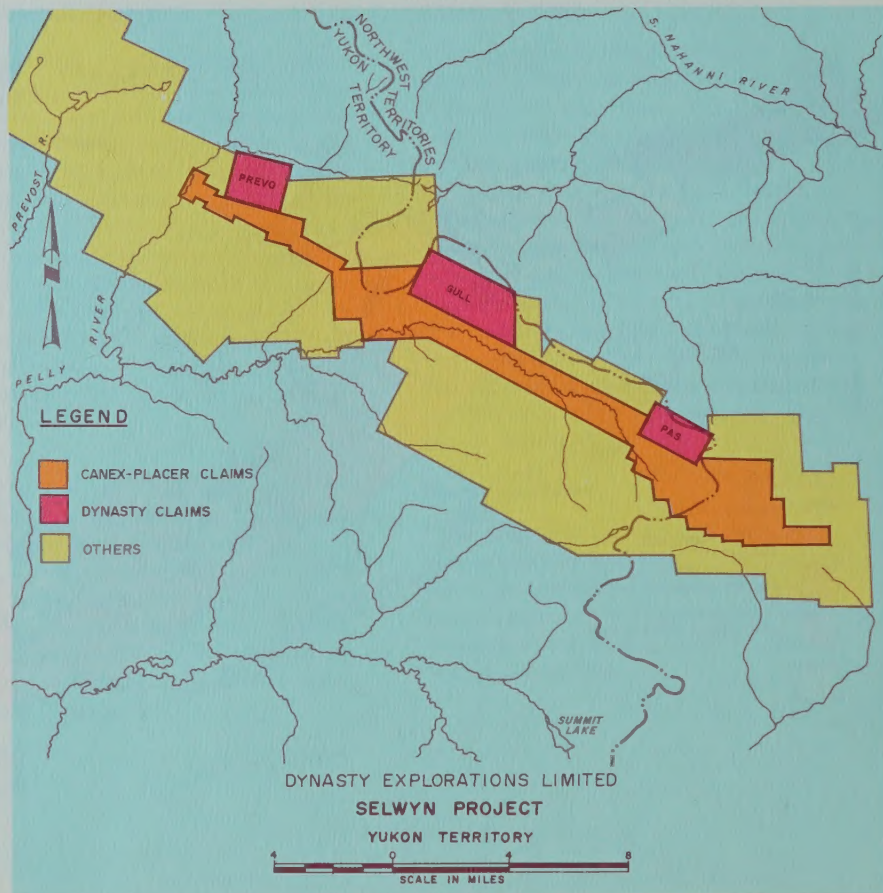 NORTHWEST TERRITORIES
YUKON TERRITORY
S. NAHANNI RIVER
PREVOST R.
PREVO
GULL
PAS
RIVER
PELLY
LEGEND
CANEX-PLACER CLAIMS
DYNASTY CLAIMS
OTHERS
SUMMIT
LAKE
DYNASTY EXPLORATIONS LIMITED
SELWYN PROJECT
YUKON TERRITORY
4 0 4 8
SCALE IN MILES